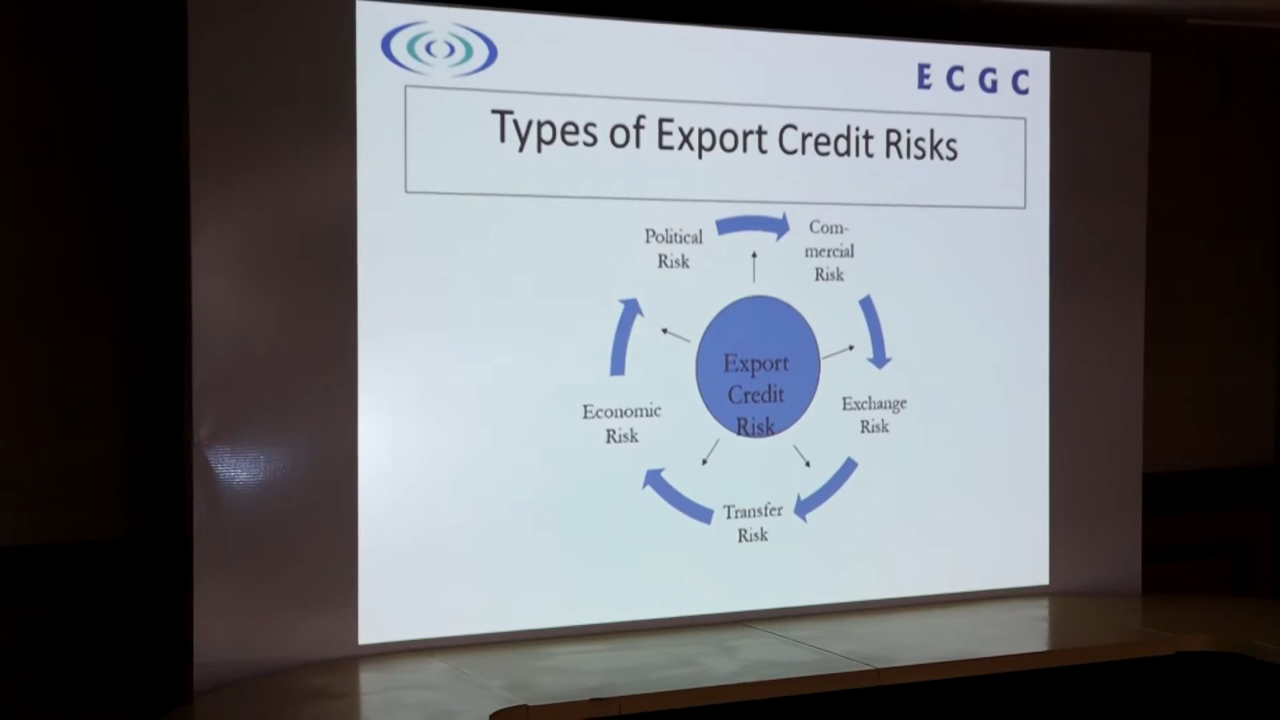 E C G C
Types of Export Credit Risks
Political
Risk
Com-
mercial
Risk
Export
Credit
Risk
Exchange
Risk
Economic
Risk
Transfer
Risk